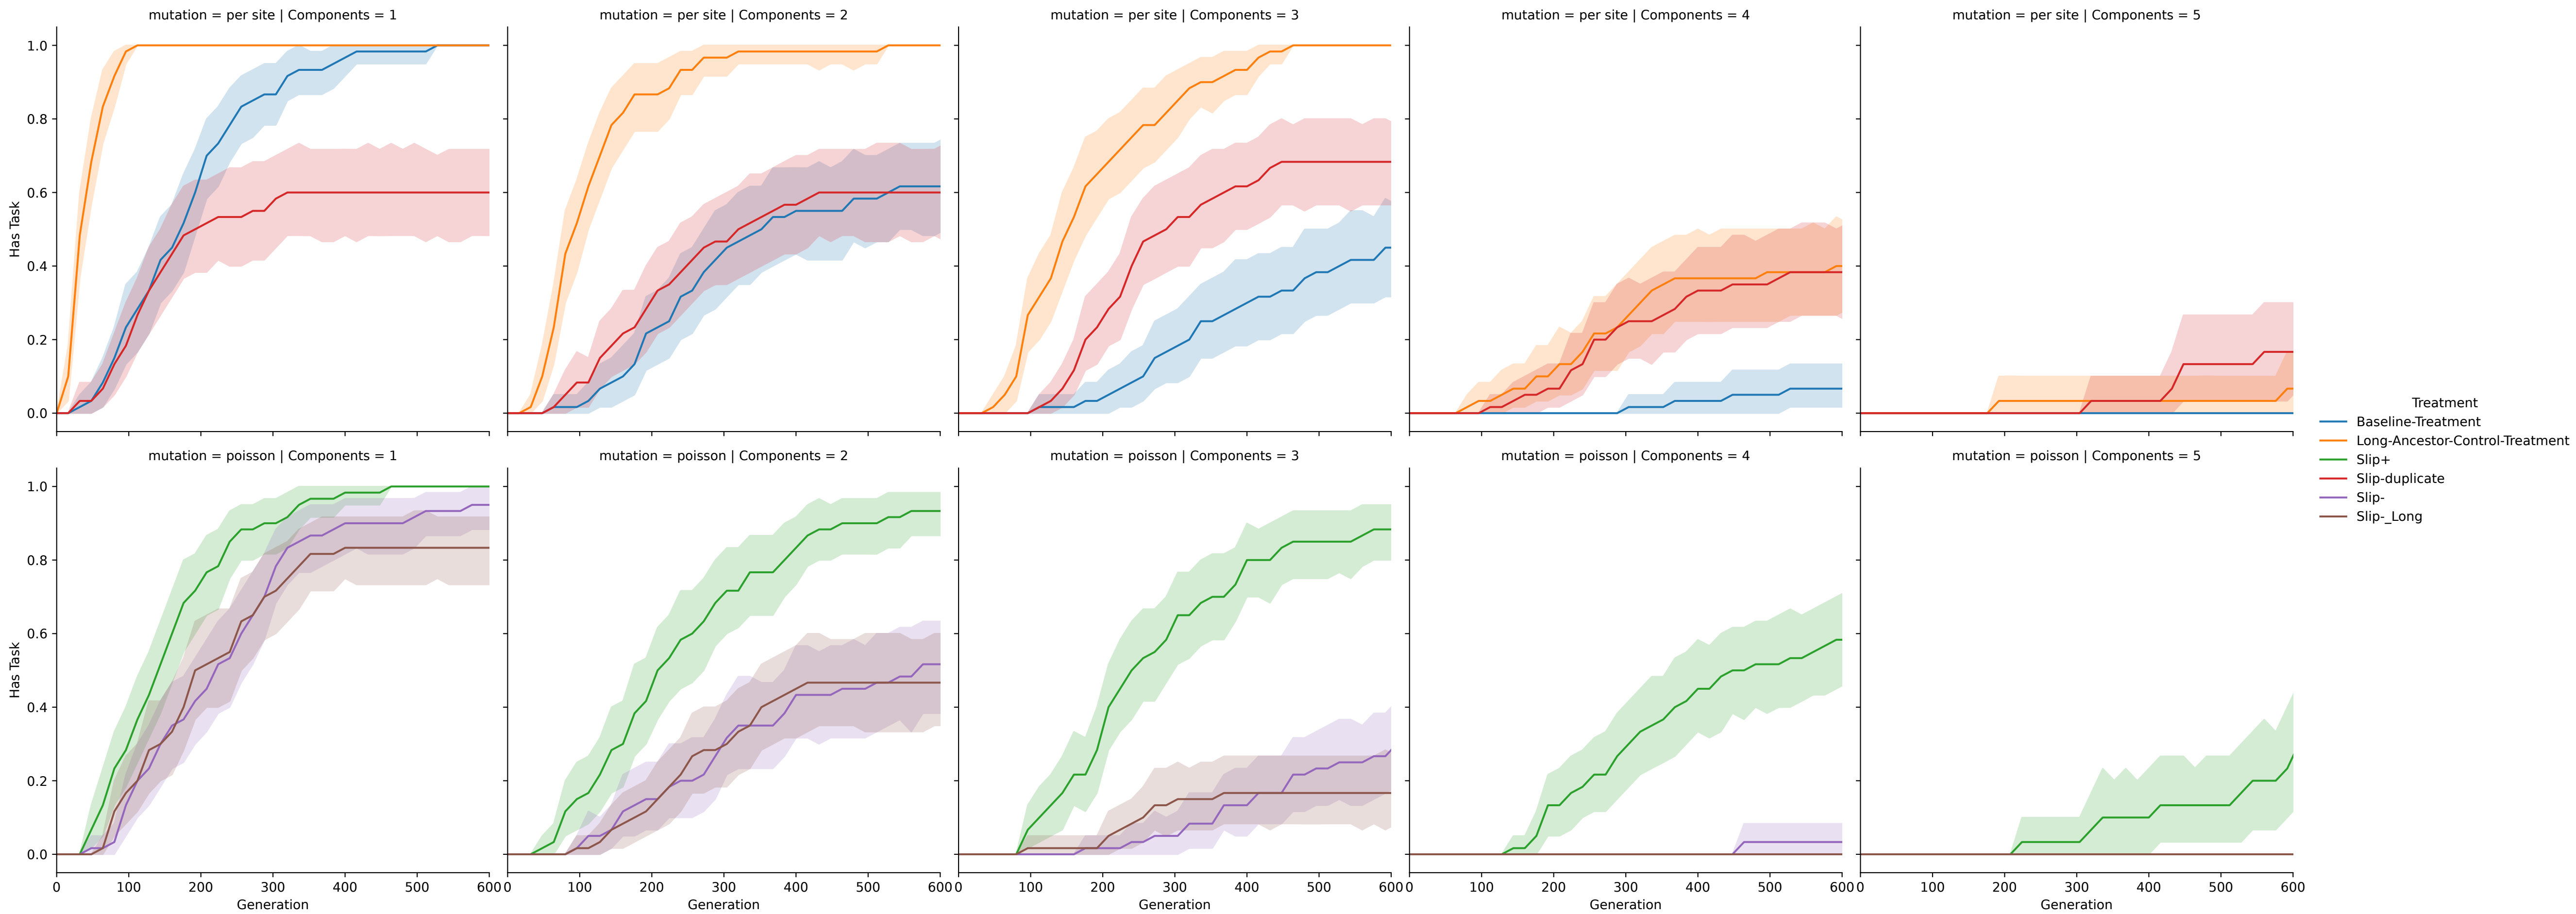 mutation = per site | Components = 1
mutation = per site | Components = 2
mutation = per site | Components = 3
mutation = per site | Components = 4
mutation = per site | Components = 5
1.0
0.8
0.6
0.4
0.2
0.0
Has Task
Treatment
Baseline-Treatment
Long-Ancestor-Control-Treatment
Slip+
Slip-duplicate
Slip-
Slip-_Long
mutation = poisson | Components = 1
mutation = poisson | Components = 2
mutation = poisson | Components = 3
mutation = poisson | Components = 4
mutation = poisson | Components = 5
1.0
0.8
0.6
0.4
0.2
0.0
Has Task
0 100 200 300 400 500 600
0 100 200 300 400 500 600
0 100 200 300 400 500 600
0 100 200 300 400 500 600
0 100 200 300 400 500 600
Generation
Generation
Generation
Generation
Generation